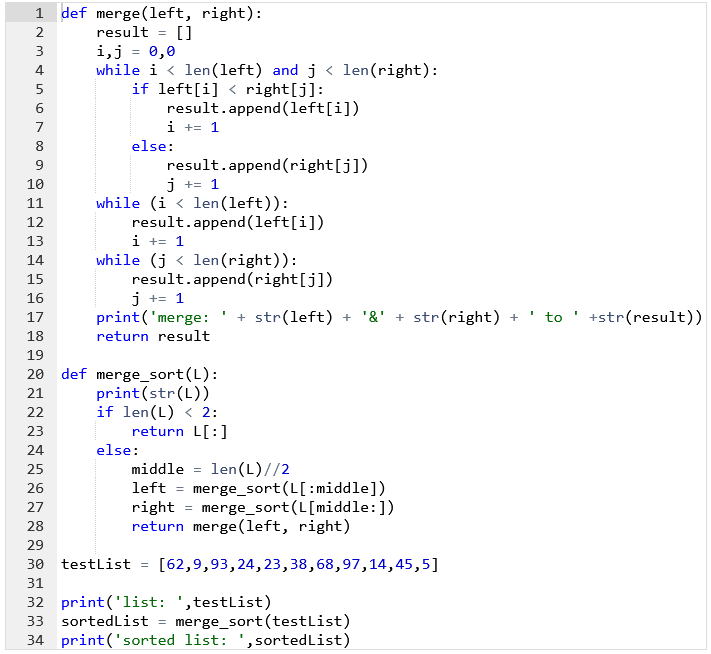 1 def merge(left, right):
2     result = []
3     i,j = 0,0
4     while i < len(left) and j < len(right):
5         if left[i] < right[j]:
6             result.append(left[i])
7             i += 1
8         else:
9             result.append(right[j])
10             j += 1
11     while (i < len(left)):
12         result.append(left[i])
13         i += 1
14     while (j < len(right)):
15         result.append(right[j])
16         j += 1
17     print('merge: ' + str(left) + '&' + str(right) + ' to ' +str(result))
18     return result
19
20 def merge_sort(L):
21     print(str(L))
22     if len(L) < 2:
23         return L[:]
24     else:
25         middle = len(L)//2
26         left = merge_sort(L[:middle])
27         right = merge_sort(L[middle:])
28         return merge(left, right)
29
30 testList = [62,9,93,24,23,38,68,97,14,45,5]
31
32 print('list: ',testList)
33 sortedList = merge_sort(testList)
34 print('sorted list: ',sortedList)